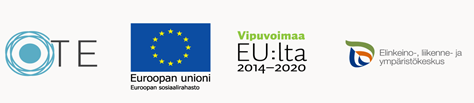 OTE
Euroopan unioni
Euroopan sosiaalirahasto
Vipuvoimaa
EU:lta
2014–2020
Elinkeino-, liikenne- ja
ympäristökeskus